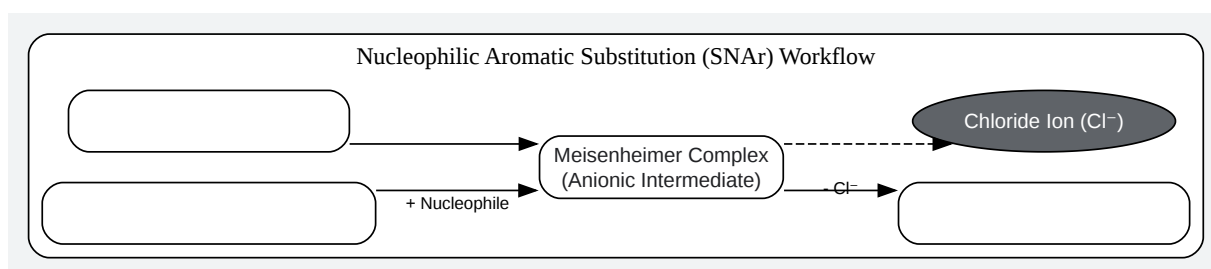 Nucleophilic Aromatic Substitution (SNAr) Workflow
Chloride Ion (Cl⁻)
Meisenheimer Complex
(Anionic Intermediate)
+ Nucleophile
- Cl⁻